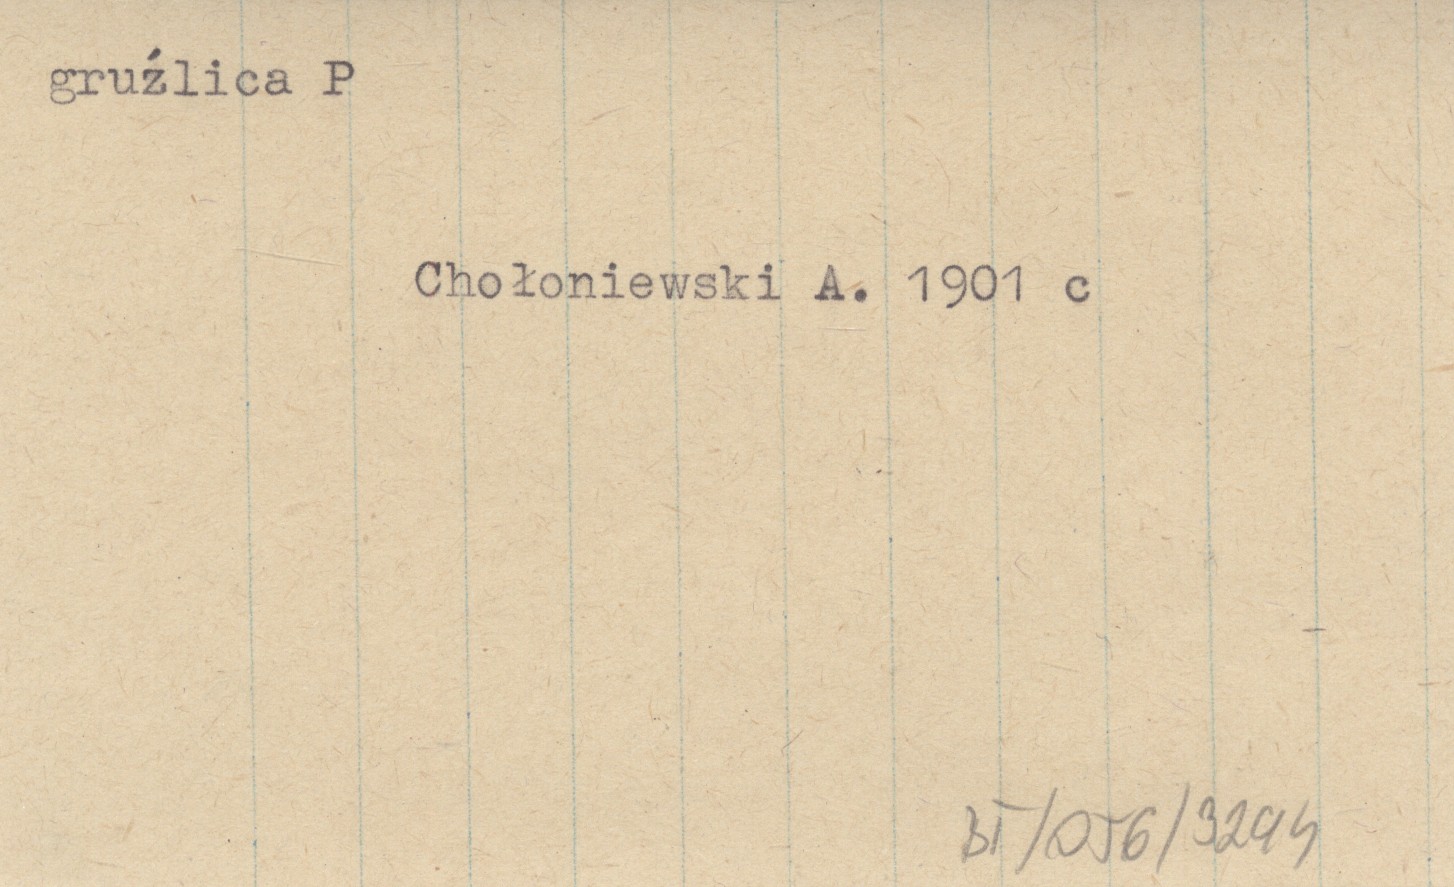 gruźlica P
Chołoniewski A. 1901 c